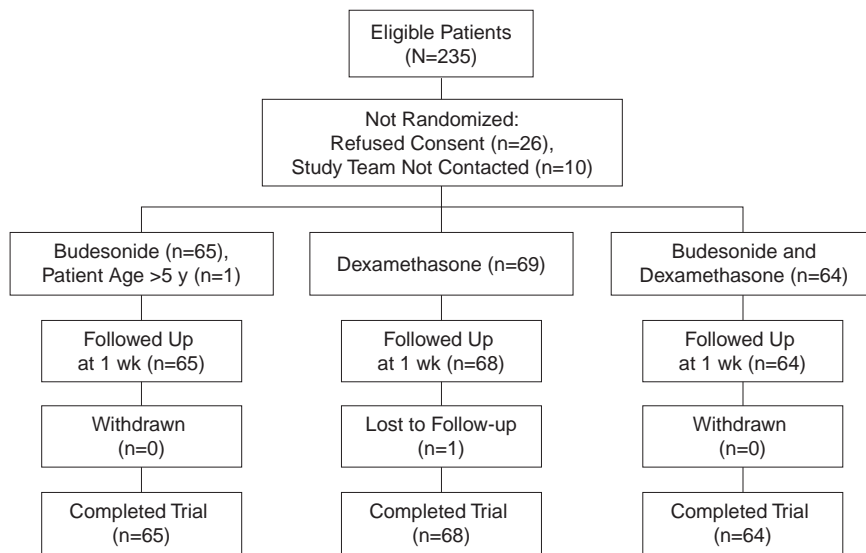 Eligible Patients
(N=235)
Not Randomized:
Refused Consent (n=26),
Study Team Not Contacted (n=10)
Budesonide (n=65),
Patient Age >5 y (n=1)
Dexamethasone (n=69)
Budesonide and
Dexamethasone (n=64)
Followed Up
at 1 wk (n=65)
Followed Up
at 1 wk (n=68)
Followed Up
at 1 wk (n=64)
Withdrawn
(n=0)
Lost to Follow-up
(n=1)
Withdrawn
(n=0)
Completed Trial
(n=65)
Completed Trial
(n=68)
Completed Trial
(n=64)